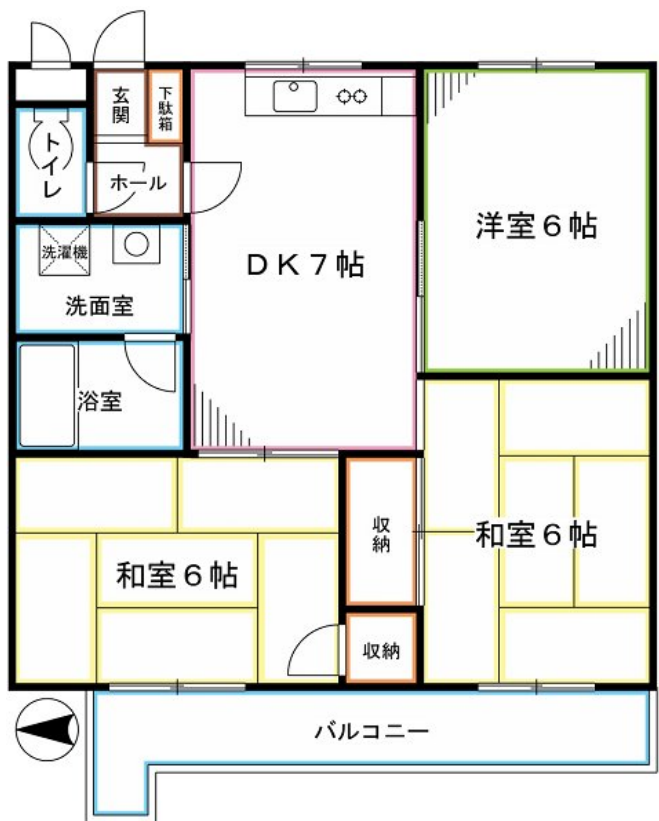 玄関
下駄箱
トイレ
ホール
洋室6帖
DK7帖
洗濯機
洗面室
浴室
収納
和室6帖
和室6帖
収納
バルコニー